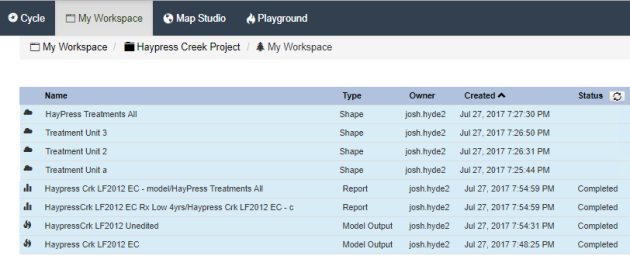 Cycle My Workspace Map Studio Playground
My Workspace / Haypress Creek Project / My Workspace
Name Type Owner Created Status
HayPress Treatments All Shape josh.hyde2 Jul 27, 2017 7:27:30 PM
Treatment Unit 3 Shape josh.hyde2 Jul 27, 2017 7:26:50 PM
Treatment Unit 2 Shape josh.hyde2 Jul 27, 2017 7:26:31 PM
Treatment Unit a Shape josh.hyde2 Jul 27, 2017 7:25:44 PM
Haypress Crk LF2012 EC - model/HayPress Treatments All Report josh.hyde2 Jul 27, 2017 7:54:59 PM Completed
HaypressCrk LF2012 EC Rx Low 4yrs/Haypress Crk LF2012 EC - c Report josh.hyde2 Jul 27, 2017 7:54:59 PM Completed
HaypressCrk LF2012 Unedited Model Output josh.hyde2 Jul 27, 2017 7:54:31 PM Completed
Haypress Crk LF2012 EC Model Output josh.hyde2 Jul 27, 2017 7:48:25 PM Completed